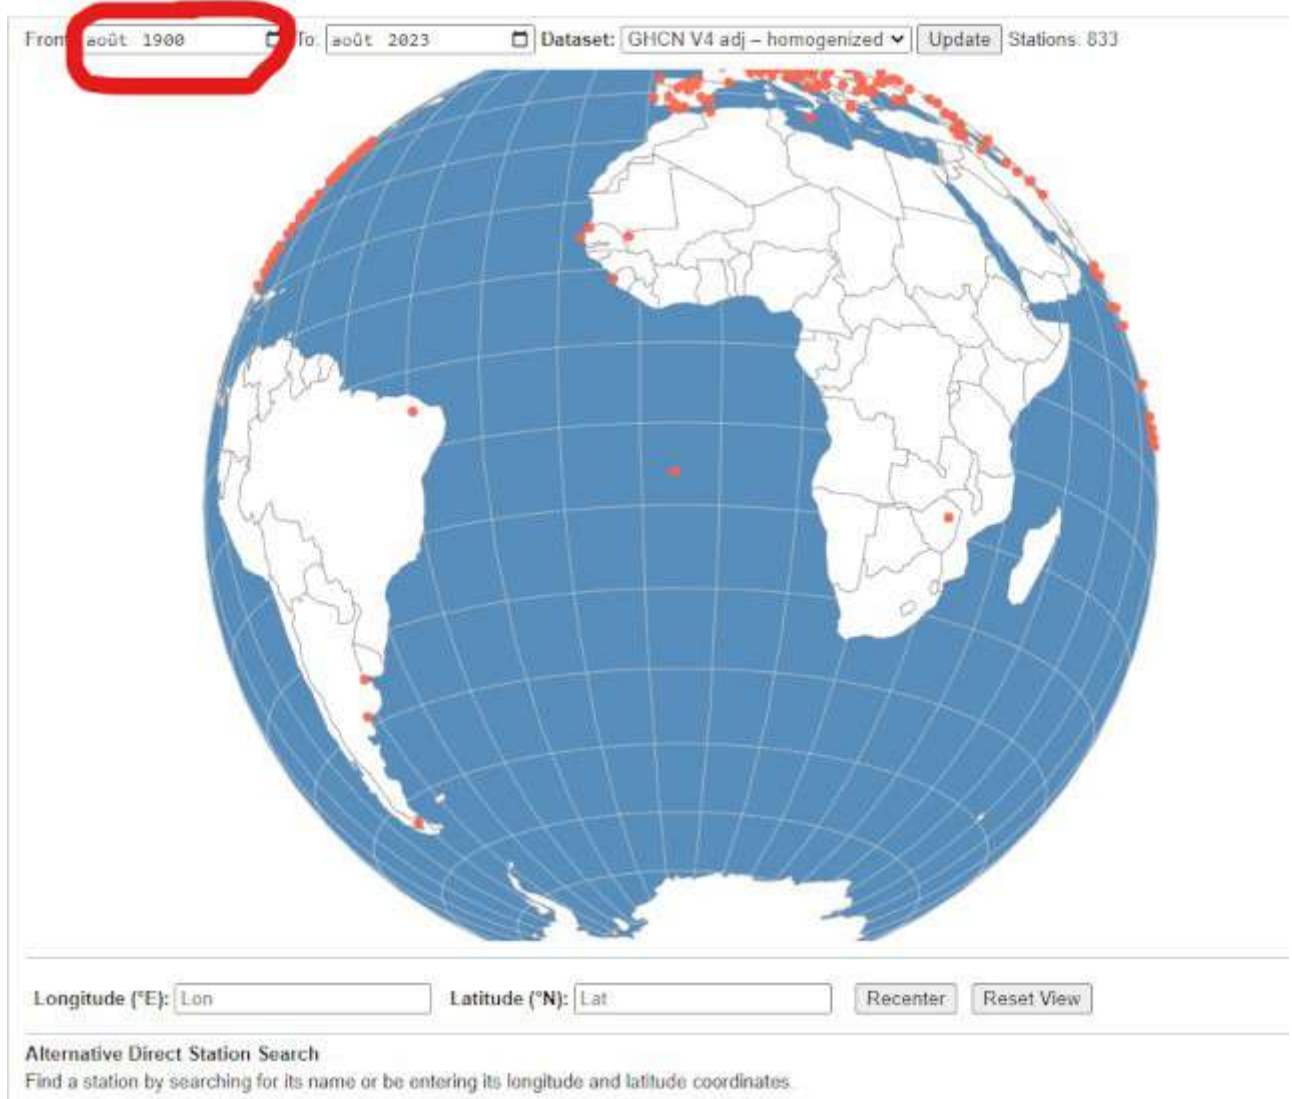 From: août 1900 To: août 2023 Dataset: GHCN V4 adj – homogenized Update Stations: 833
Longitude (°E): Lon Latitude (°N): Lat Recenter Reset View
Alternative Direct Station Search
Find a station by searching for its name or be entering its longitude and latitude coordinates.